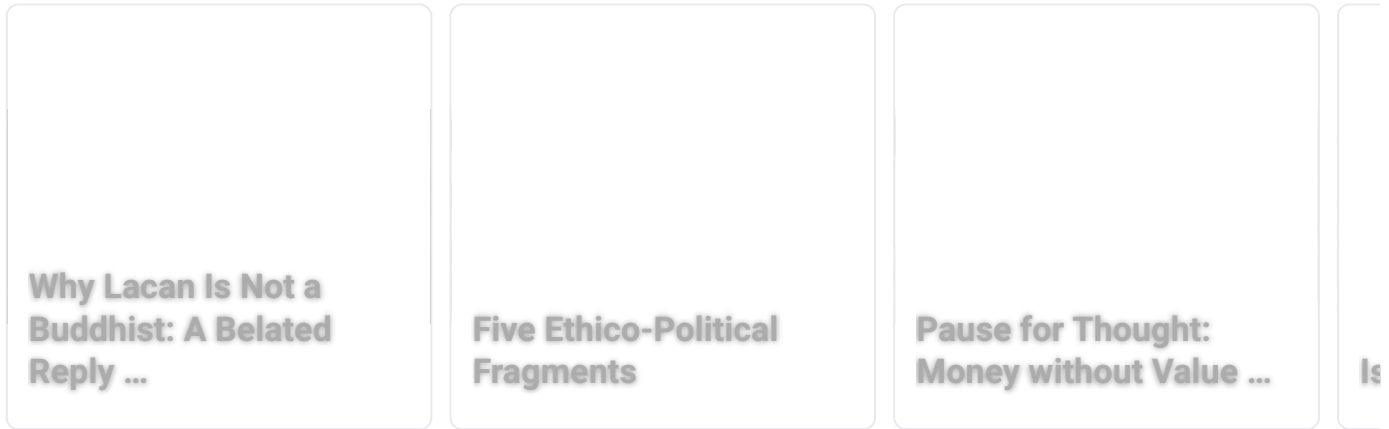 Why Lacan Is Not a
Buddhist: A Belated
Reply ...
Five Ethico-Political
Fragments
Pause for Thought:
Money without Value ...